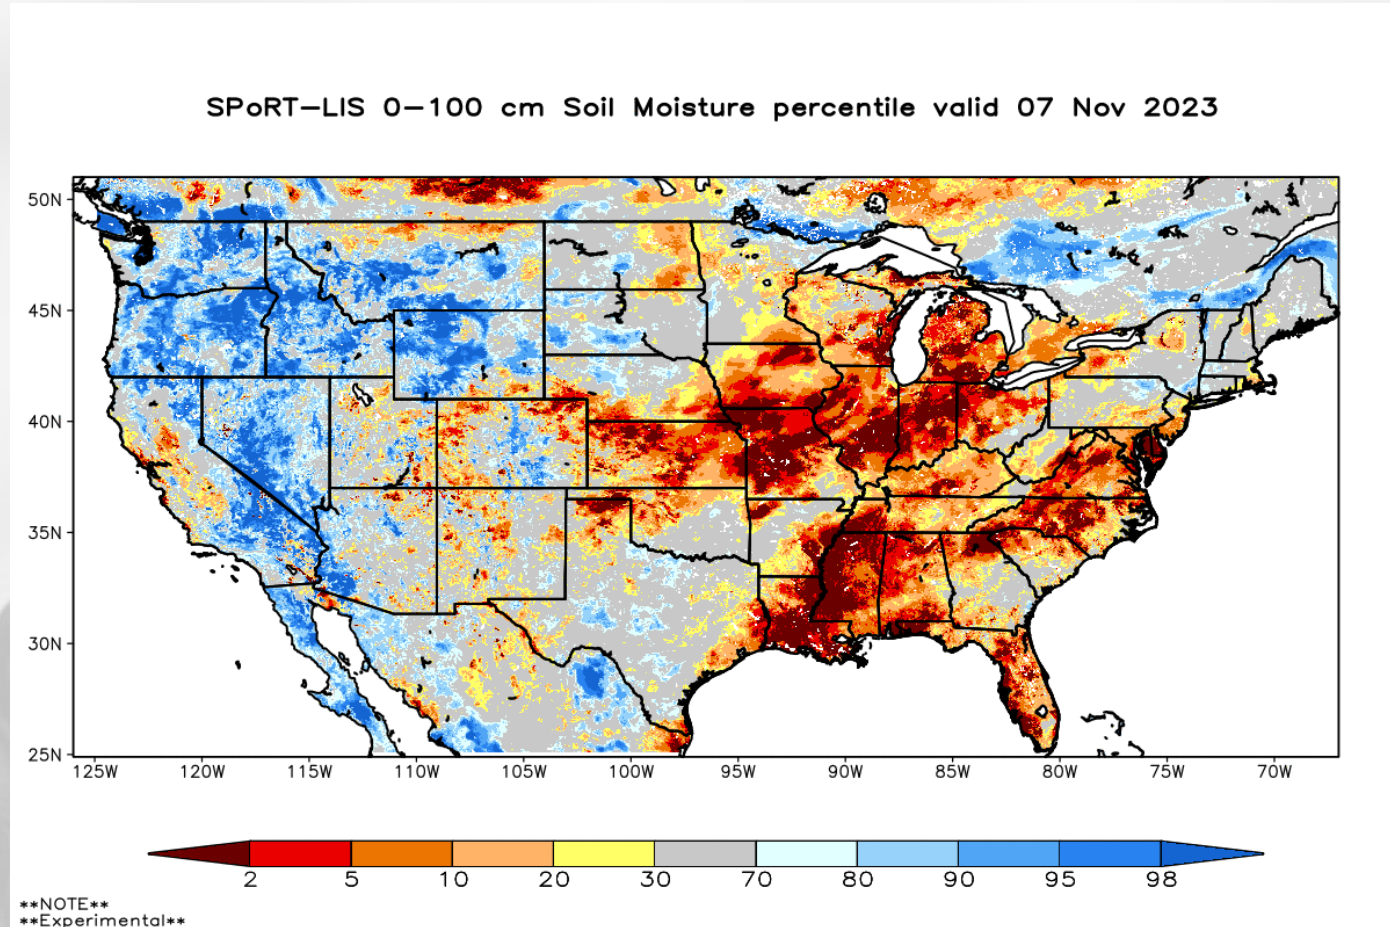 SPoRT-LIS 0-100 cm Soil Moisture percentile valid 07 Nov 2023
50N
45N
40N
35N
30N
25N
125W 120W 115W 110W 105W 100W 95W 90W 85W 80W 75W 70W
2 5 10 20 30 70 80 90 95 98
**NOTE**
**Experimental**